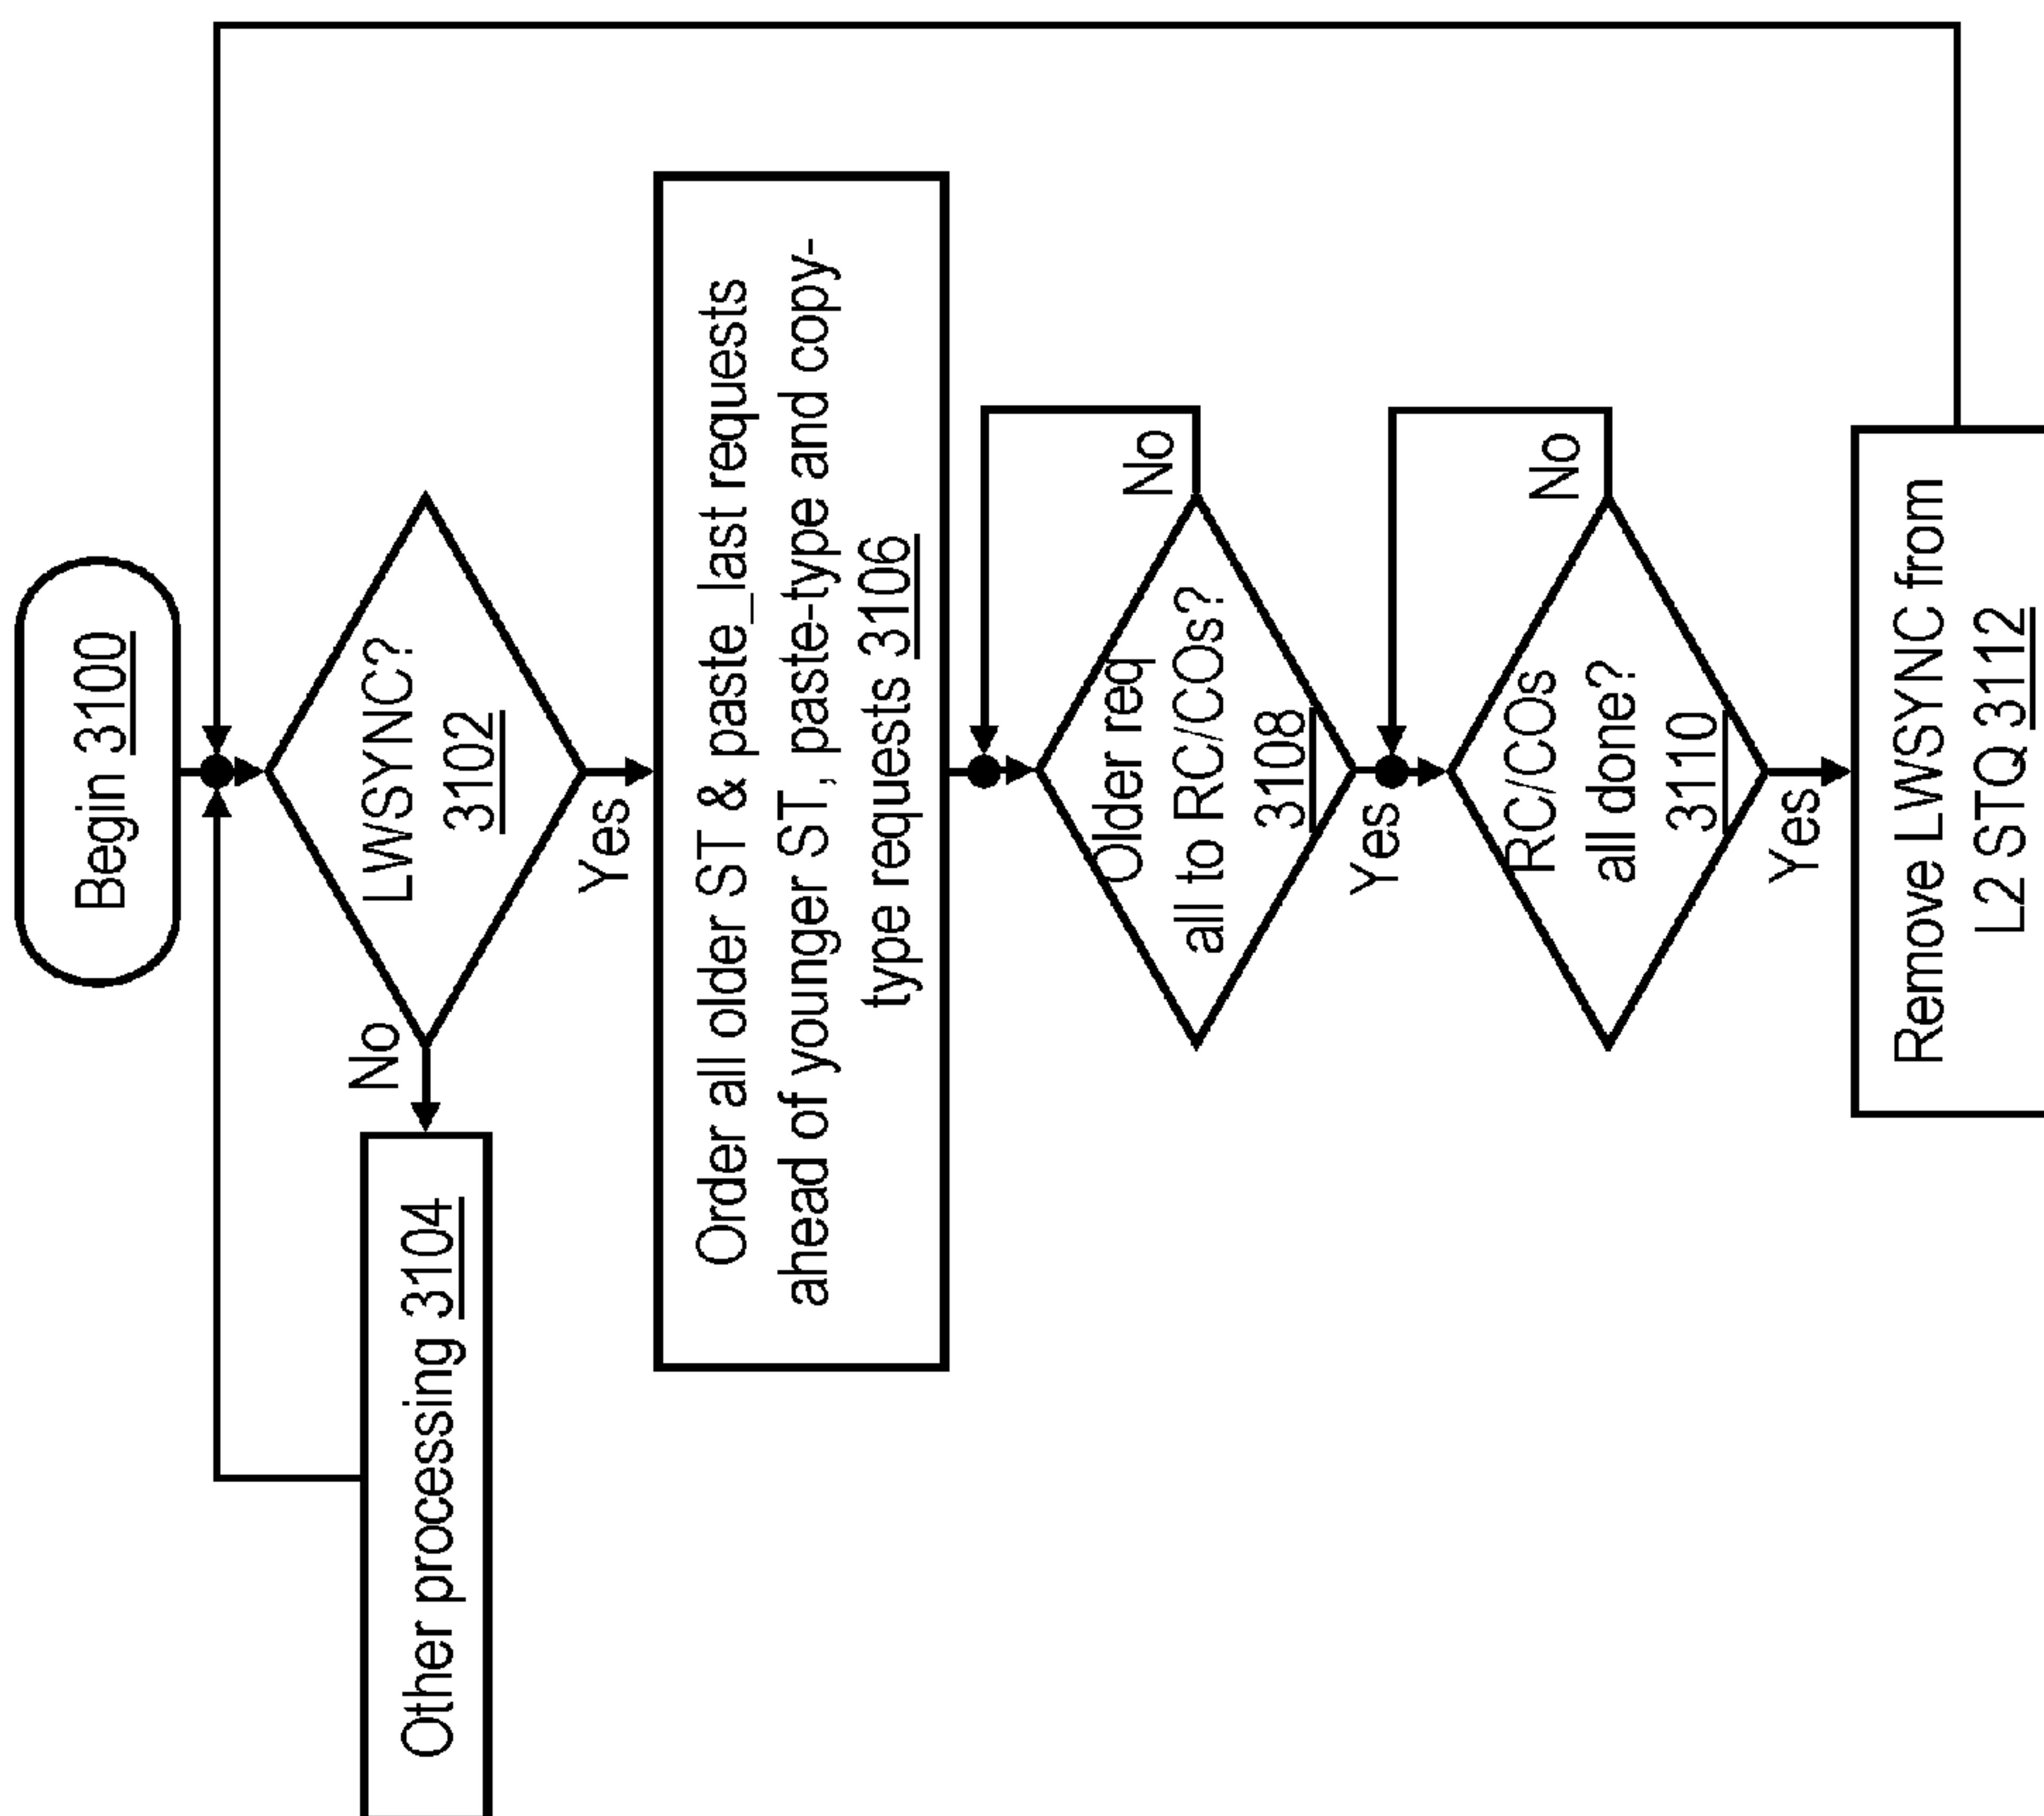 Begin 3100
LWSYNC?
3102
No
Other processing 3104
Yes
Order all older ST & paste_last requests
ahead of younger ST, paste-type and copy-
type requests 3106
Older req
all to RC/COs?
3108
No
Yes
RC/COs
all done?
3110
No
Yes
Remove LWSYNC from
L2 STQ 3112